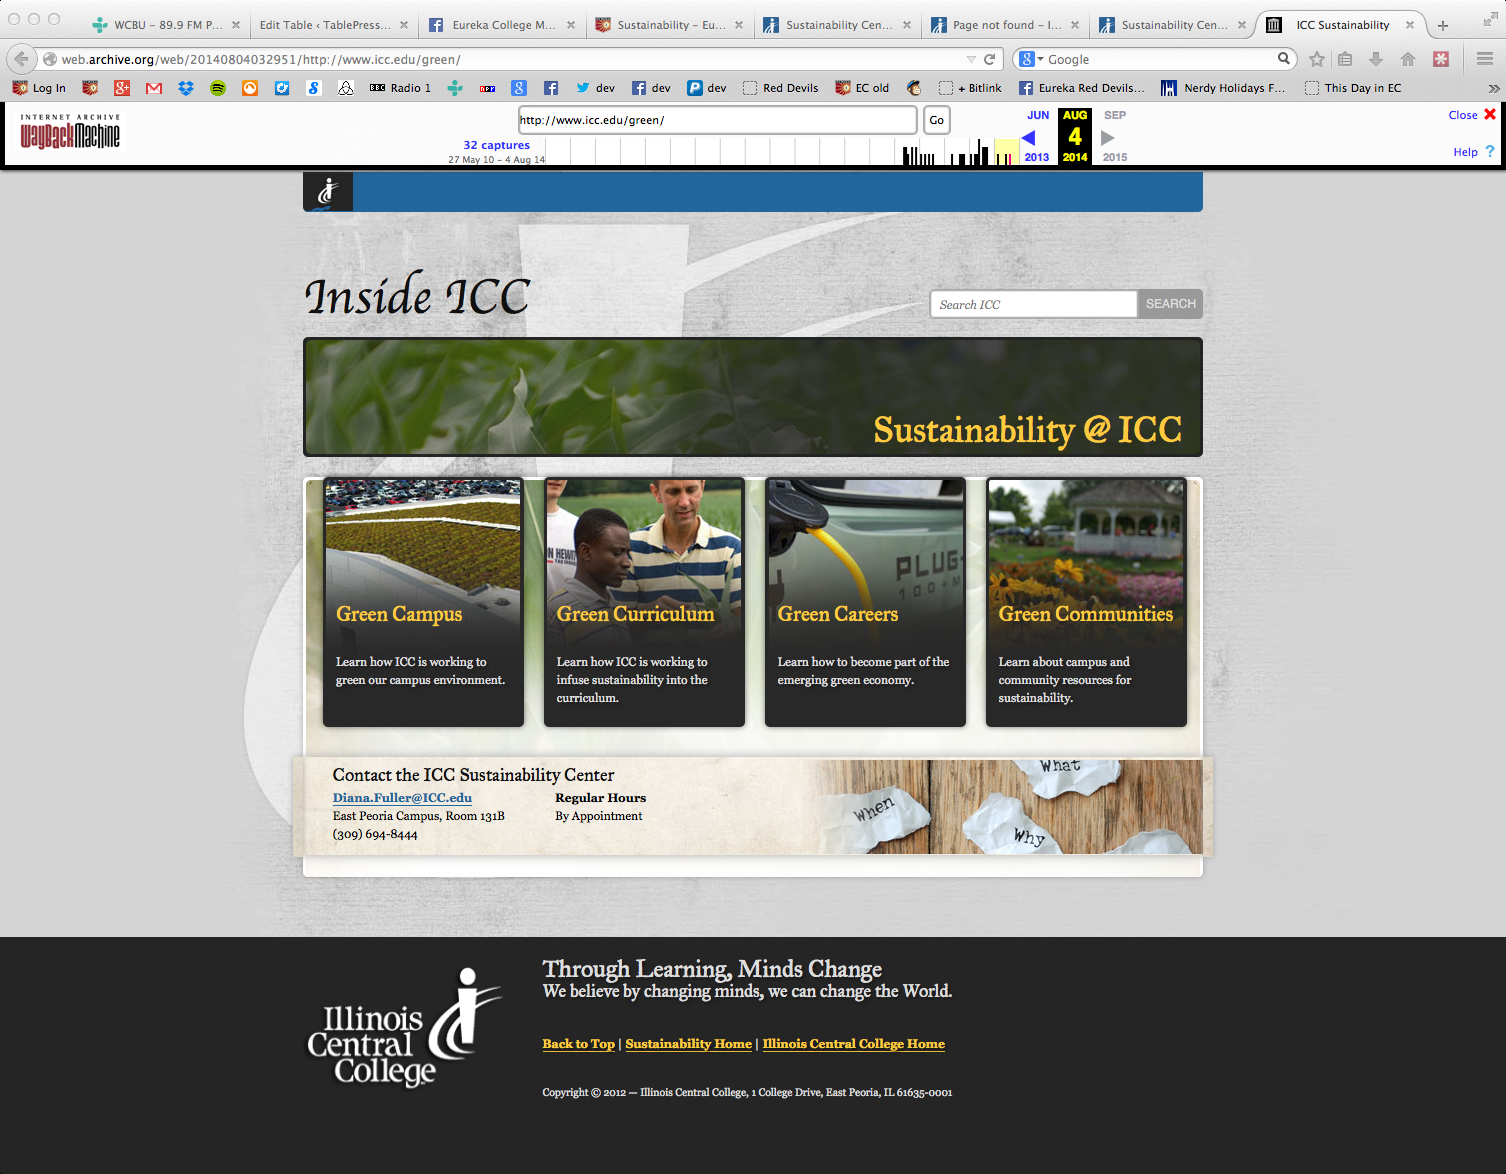 WCBU – 89.9 FM P...
Edit Table ‹ TablePress...
Eureka College M...
Sustainability – Eu...
Sustainability Cen...
Page not found – I...
Sustainability Cen...
ICC Sustainability
web.archive.org/web/20140804032951/http://www.icc.edu/green/
Google
Log In
BBC Radio 1
npr
dev
dev
dev
Red Devils
EC old
+ Bitlink
Eureka Red Devils...
Nerdy Holidays F...
This Day in EC
INTERNET ARCHIVE
WayBackMachine
http://www.icc.edu/green/
Go
32 captures
27 May 10 - 4 Aug 14
JUN AUG SEP
4
2013 2014 2015
Close
Help ?
Inside ICC
Search ICC
SEARCH
Sustainability @ ICC
Green Campus
Learn how ICC is working to
green our campus environment.
Green Curriculum
Learn how ICC is working to
infuse sustainability into the
curriculum.
PLUG-
100+M
Green Careers
Learn how to become part of the
emerging green economy.
Green Communities
Learn about campus and
community resources for
sustainability.
Contact the ICC Sustainability Center
Diana.Fuller@ICC.edu
East Peoria Campus, Room 131B
(309) 694-8444
Regular Hours
By Appointment
What
When
Why
Illinois
Central
College
Through Learning, Minds Change
We believe by changing minds, we can change the World.
Back to Top | Sustainability Home | Illinois Central College Home
Copyright © 2012 — Illinois Central College, 1 College Drive, East Peoria, IL 61635-0001